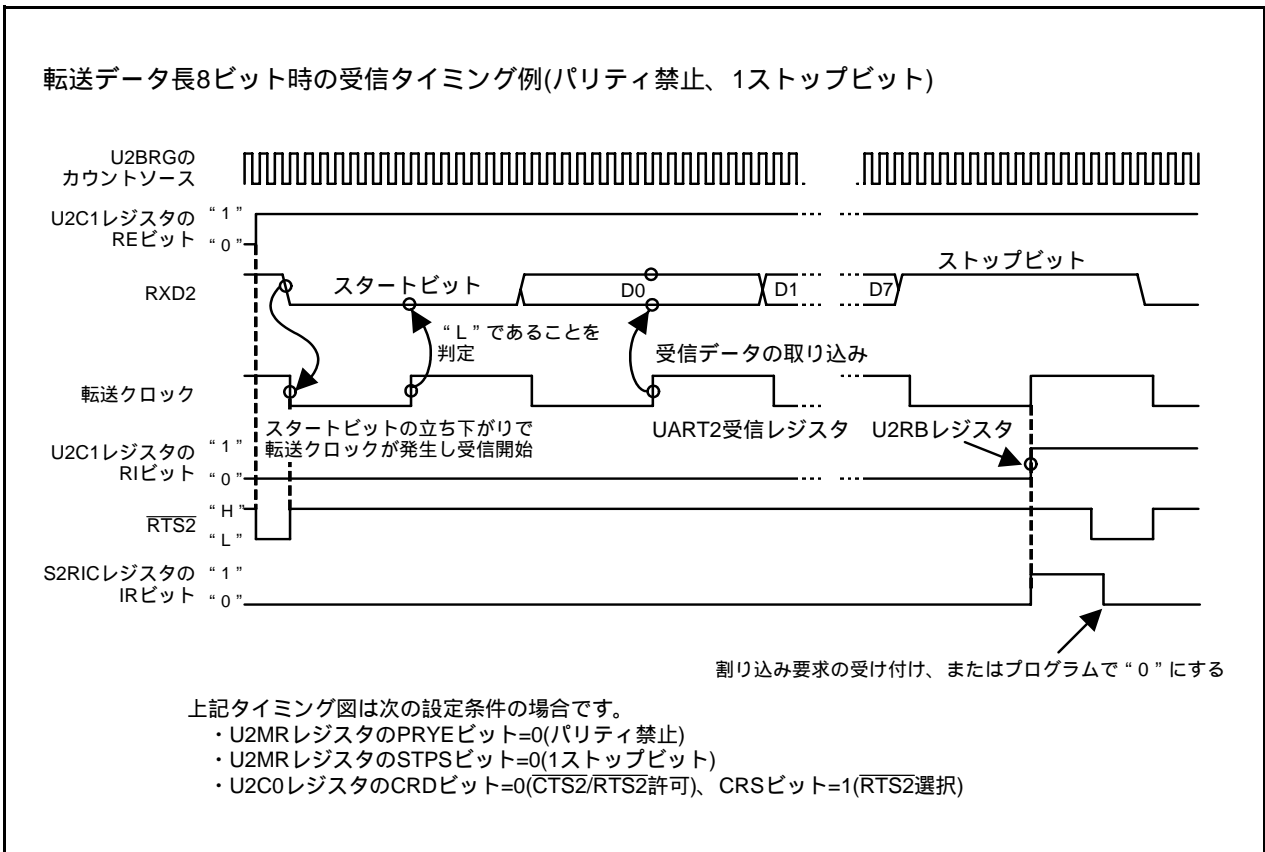 転送データ長8ビット時の受信タイミング例(パリティ禁止、1ストップビット)
U2BRGの
カウントソース
U2C1レジスタの
REビット
“1”
“0”
RXD2
スタートビット
D0
D1
D7
ストップビット
“L”であることを
判定
受信データの取り込み
転送クロック
スタートビットの立ち下がりで
転送クロックが発生し受信開始
UART2受信レジスタ
U2RBレジスタ
U2C1レジスタの
RIビット
“1”
“0”
RTS2
“H”
“L”
S2RICレジスタの
IRビット
“1”
“0”
割り込み要求の受け付け、またはプログラムで“0”にする
上記タイミング図は次の設定条件の場合です。
・U2MRレジスタのPRYEビット=0(パリティ禁止)
・U2MRレジスタのSTPSビット=0(1ストップビット)
・U2C0レジスタのCRDビット=0(CTS2/RTS2許可)、CRSビット=1(RTS2選択)